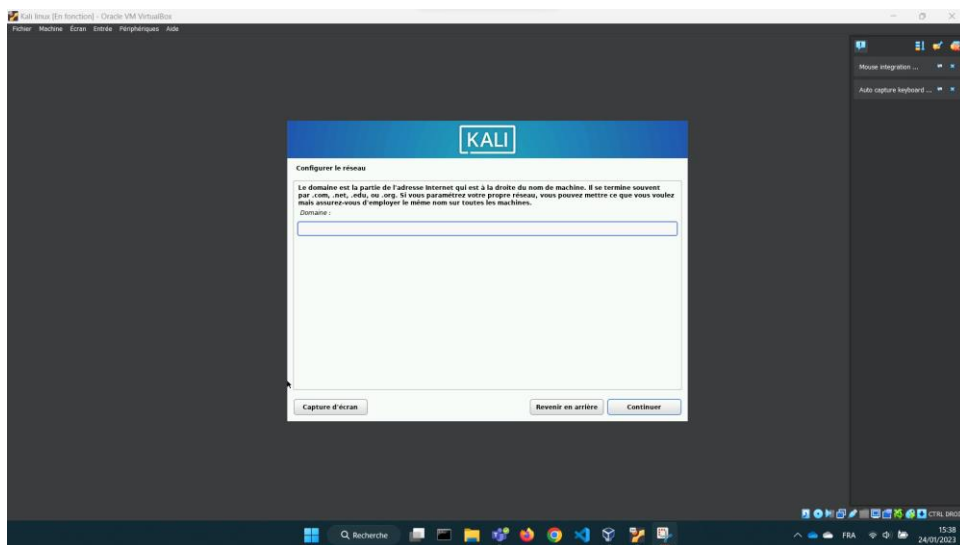 Kali linux [En fonction] - Oracle VM VirtualBox
Fichier Machine Écran Entrée Périphériques Aide
Mouse integration ...
Auto capture keyboard ...
KALI
Configurer le réseau
Le domaine est la partie de l'adresse Internet qui est à la droite du nom de machine. Il se termine souvent
par .com, .net, .edu, ou .org. Si vous paramétrez votre propre réseau, vous pouvez mettre ce que vous voulez
mais assurez-vous d'employer le même nom sur toutes les machines.
Domaine :
Capture d'écran
Revenir en arrière
Continuer
CTRL DROI
Recherche
FRA
15:38
24/01/2023